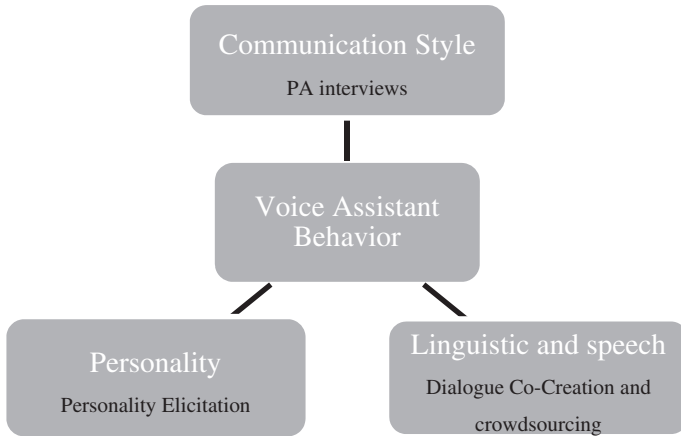 Communication Style
PA interviews
Voice Assistant
Behavior
Personality
Personality Elicitation
Linguistic and speech
Dialogue Co-Creation and
crowdsourcing